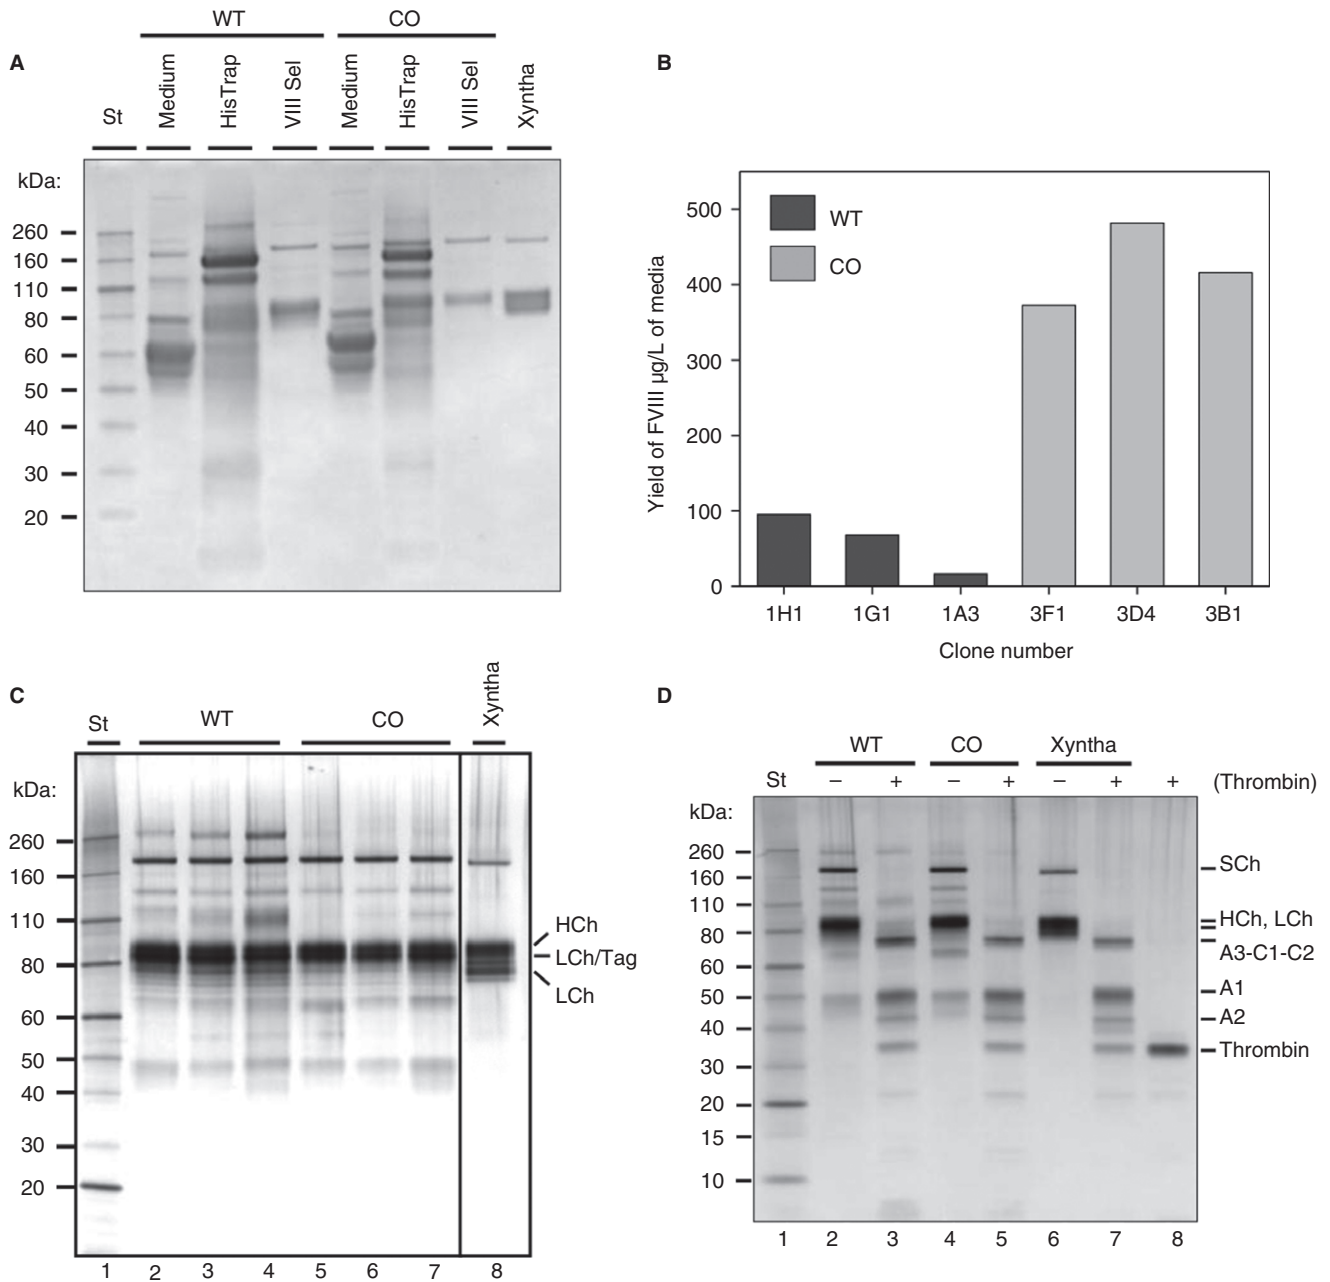 A
WT CO
St Medium HisTrap VIII Sel Medium HisTrap VIII Sel Xyntha
kDa:
260
160
110
80
60
50
40
30
20
B
WT
CO
Yield of FVIII µg/L of media
500
400
300
200
100
0
1H1 1G1 1A3 3F1 3D4 3B1
Clone number
C
St WT CO Xyntha
kDa:
260
160
110
80
60
50
40
30
20
HCh
LCh/Tag
LCh
1 2 3 4 5 6 7 8
D
WT CO Xyntha
St – + – + – + + (Thrombin)
kDa:
260
160
110
80
60
50
40
30
20
15
10
SCh
HCh, LCh
A3-C1-C2
A1
A2
Thrombin
1 2 3 4 5 6 7 8